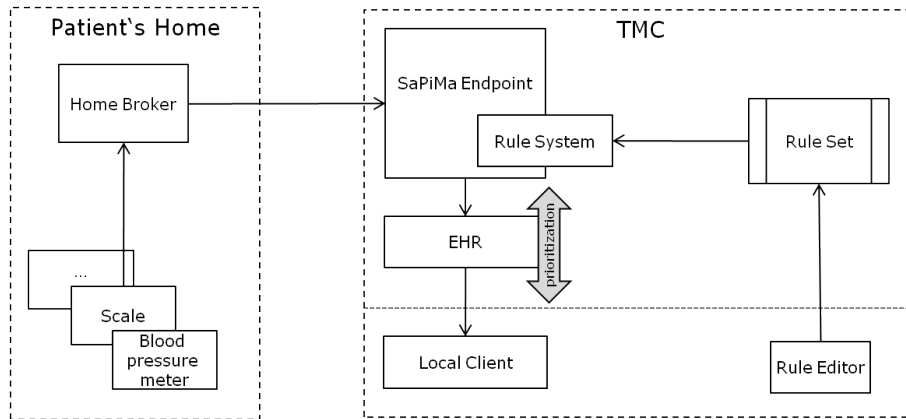 Patient‘s Home
TMC
SaPiMa Endpoint
Home Broker
Rule System
Rule Set
EHR
prioritization
...
Scale
Blood
pressure
meter
Local Client
Rule Editor